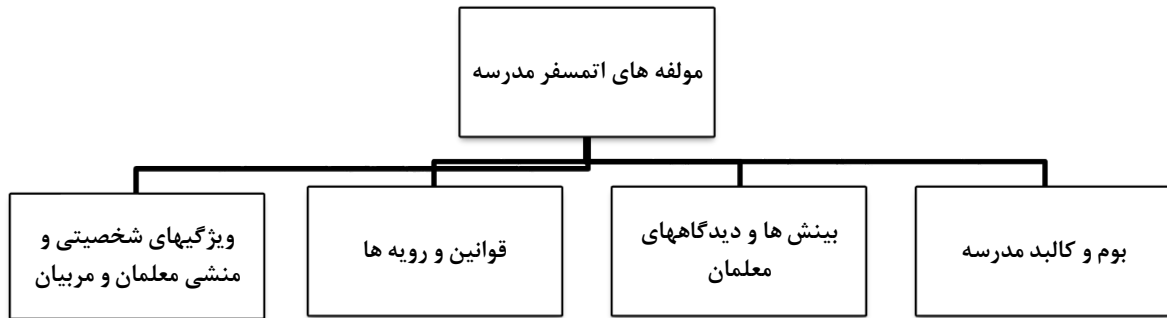 مولفه های اتمسفر مدرسه
بوم و کالبد مدرسه
بینش ها و دیدگاههای
معلمان
قوانین و رویه ها
ویژگیهای شخصیتی و
منشی معلمان و مربیان